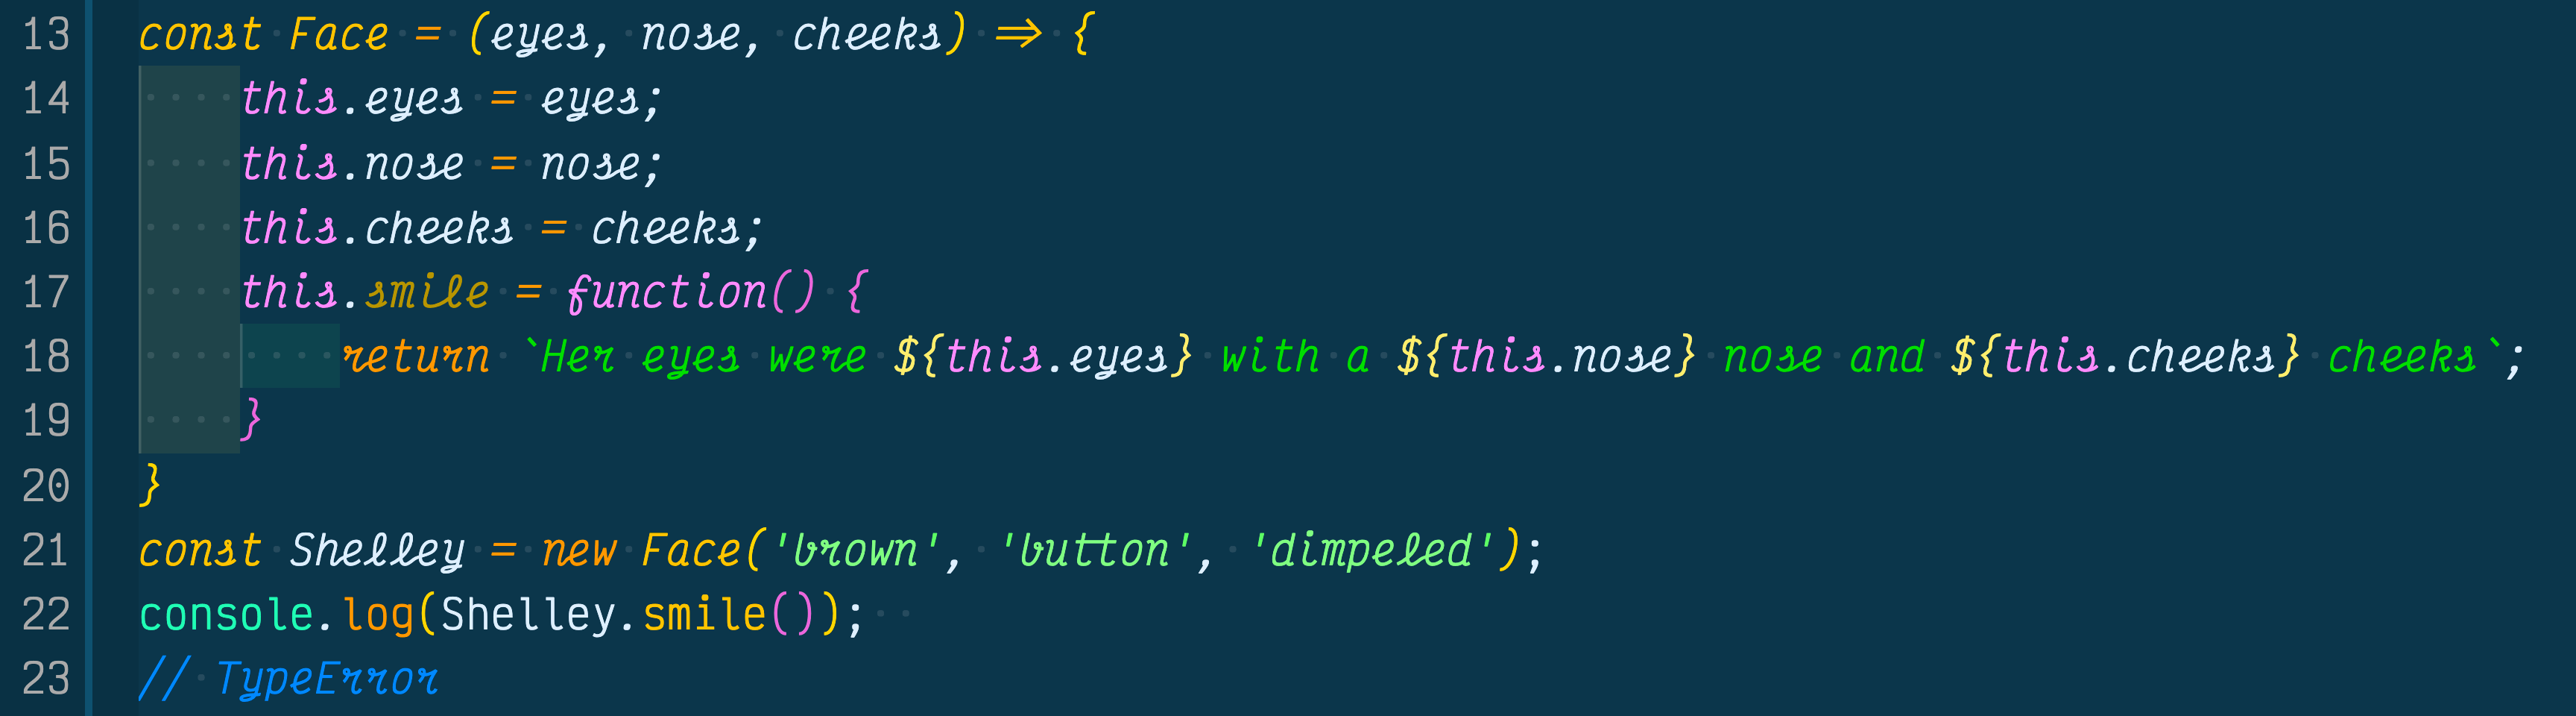 13 const Face = (eyes, nose, cheeks) => {
14     this.eyes = eyes;
15     this.nose = nose;
16     this.cheeks = cheeks;
17     this.smile = function() {
18         return `Her eyes were ${this.eyes} with a ${this.nose} nose and ${this.cheeks} cheeks`;
19     }
20 }
21 const Shelley = new Face('brown', 'button', 'dimpeled');
22 console.log(Shelley.smile());
23 // TypeError